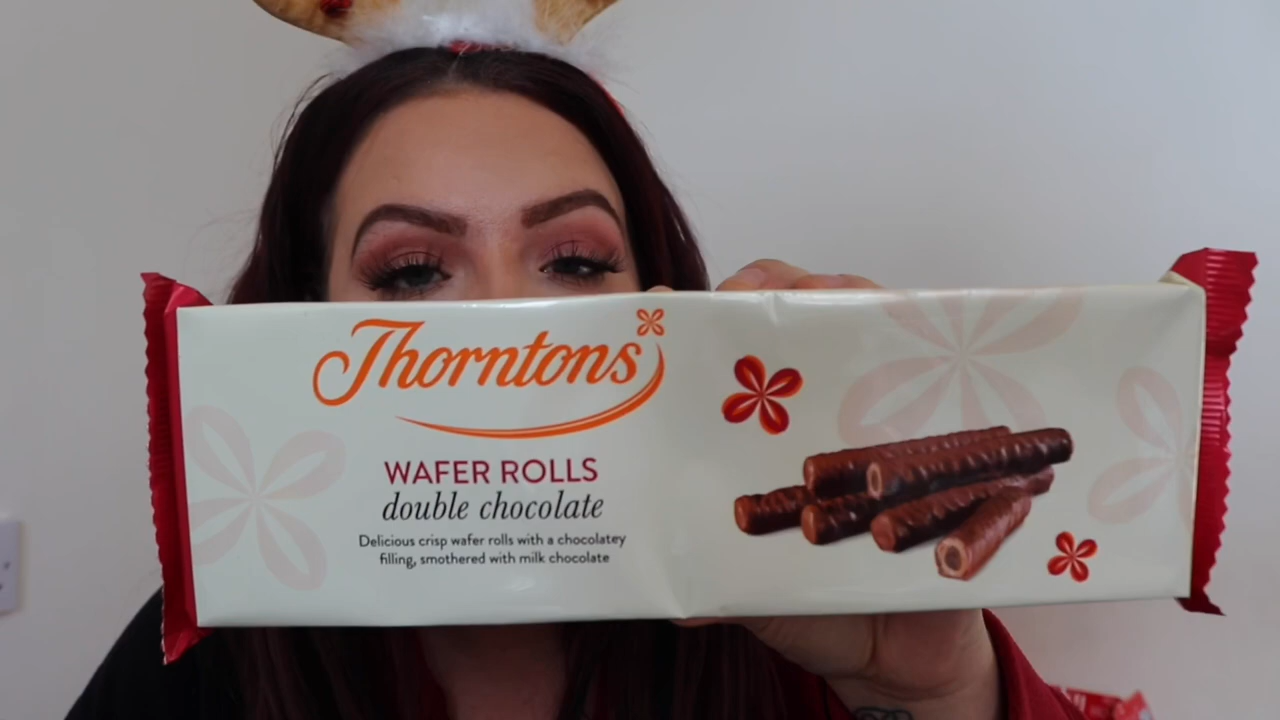 Thorntons
WAFER ROLLS
double chocolate
Delicious crisp wafer rolls with a chocolatey
filling, smothered with milk chocolate